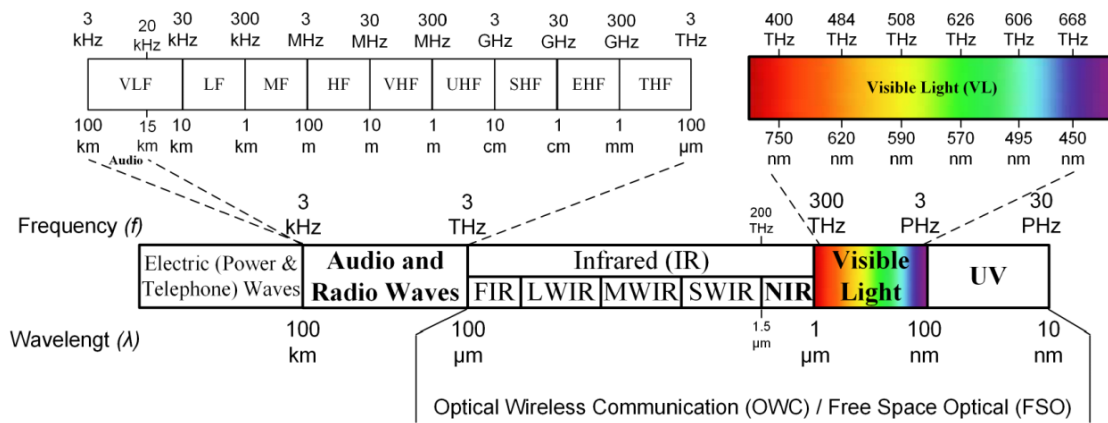 3 20 30 300 3 30 300 3 30 300 3
kHz kHz kHz kHz MHz MHz MHz GHz GHz GHz THz
VLF LF MF HF VHF UHF SHF EHF THF
100 15 10 1 100 10 1 10 1 1 100
km km km km m m m cm cm mm µm
Audio
400 484 508 626 606 668
THz THz THz THz THz THz
Visible Light (VL)
750 620 590 570 495 450
nm nm nm nm nm nm
Frequency (f)
3 3 200 300 3 30
kHz THz THz THz PHz PHz
Electric (Power &
Telephone) Waves
Audio and
Radio Waves
Infrared (IR)
FIR LWIR MWIR SWIR NIR
Visible
Light
UV
Wavelengt (λ)
100 100 1.5 1 100 10
km µm µm µm nm nm
Optical Wireless Communication (OWC) / Free Space Optical (FSO)